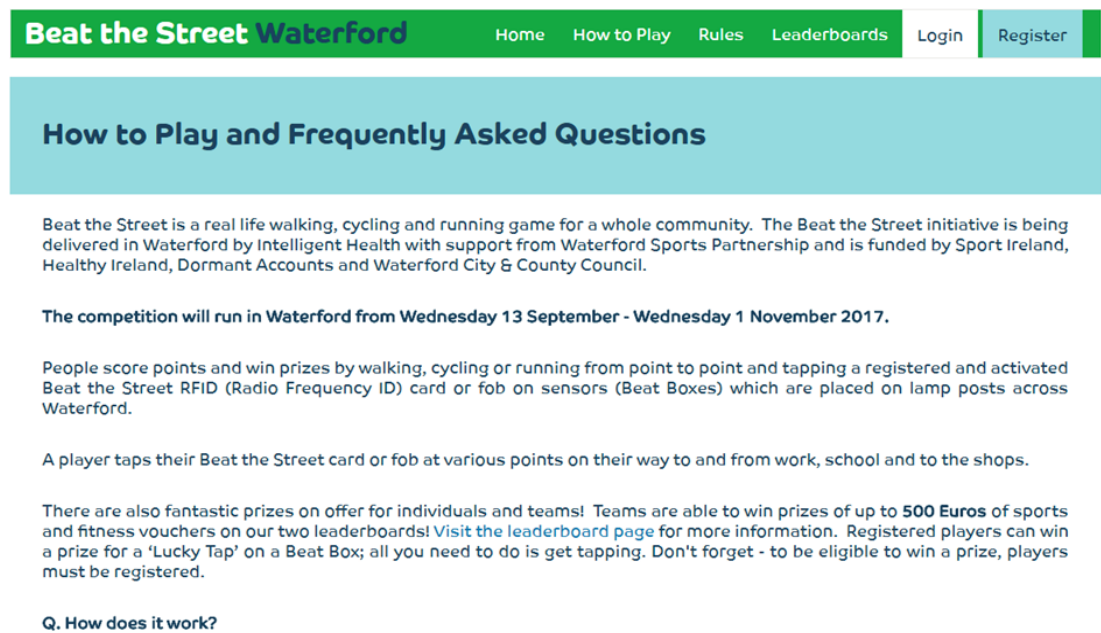 Beat the Street Waterford Home How to Play Rules Leaderboards Login Register
How to Play and Frequently Asked Questions
Beat the Street is a real life walking, cycling and running game for a whole community. The Beat the Street initiative is being
delivered in Waterford by Intelligent Health with support from Waterford Sports Partnership and is funded by Sport Ireland,
Healthy Ireland, Dormant Accounts and Waterford City & County Council.
The competition will run in Waterford from Wednesday 13 September - Wednesday 1 November 2017.
People score points and win prizes by walking, cycling or running from point to point and tapping a registered and activated
Beat the Street RFID (Radio Frequency ID) card or fob on sensors (Beat Boxes) which are placed on lamp posts across
Waterford.
A player taps their Beat the Street card or fob at various points on their way to and from work, school and to the shops.
There are also fantastic prizes on offer for individuals and teams! Teams are able to win prizes of up to 500 Euros of sports
and fitness vouchers on our two leaderboards! Visit the leaderboard page for more information. Registered players can win
a prize for a ‘Lucky Tap’ on a Beat Box; all you need to do is get tapping. Don't forget - to be eligible to win a prize, players
must be registered.
Q. How does it work?